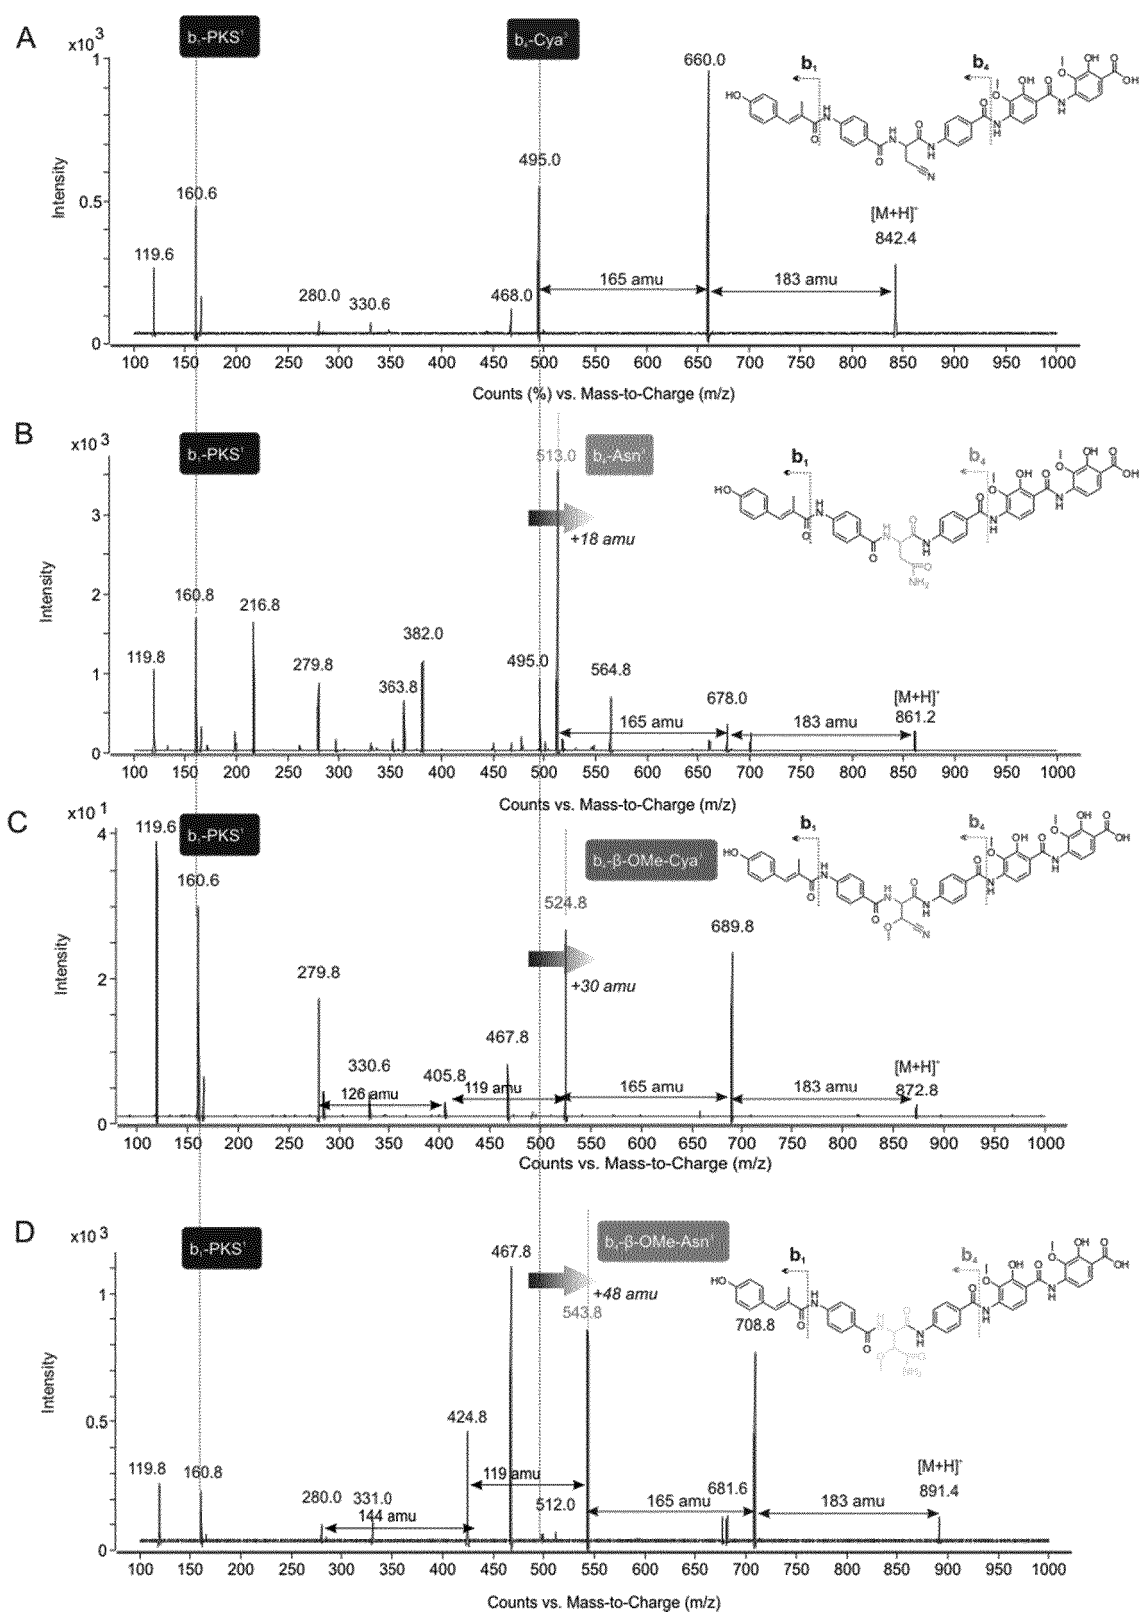 A
x10³
b₁-PKS¹
b₄-Cya¹
660.0
b₁
b₄
1
495.0
0.5
160.6
[M+H]⁺
842.4
119.6
280.0
330.6
468.0
165 amu
183 amu
0
Intensity
100 150 200 250 300 350 400 450 500 550 600 650 700 750 800 850 900 950 1000
Counts (%) vs. Mass-to-Charge (m/z)
B
x10³
b₁-PKS¹
513.0
b₄-Asn¹
b₁
b₄
+18 amu
3
2
1
0
Intensity
119.8
160.8
216.8
279.8
363.8
382.0
495.0
564.8
678.0
[M+H]⁺
861.2
165 amu
183 amu
100 150 200 250 300 350 400 450 500 550 600 650 700 750 800 850 900 950 1000
Counts vs. Mass-to-Charge (m/z)
C
x10¹
119.6
b₁-PKS¹
b₄-β-OMe-Cya¹
b₁
b₄
160.6
524.8
689.8
+30 amu
4
2
0
Intensity
279.8
330.6
405.8
467.8
[M+H]⁺
872.8
126 amu
119 amu
165 amu
183 amu
100 150 200 250 300 350 400 450 500 550 600 650 700 750 800 850 900 950 1000
Counts vs. Mass-to-Charge (m/z)
D
x10³
b₁-PKS¹
467.8
b₄-β-OMe-Asn¹
b₁
b₄
+48 amu
543.8
708.8
1
0.5
0
Intensity
119.8
160.8
280.0
331.0
424.8
512.0
681.6
[M+H]⁺
891.4
144 amu
119 amu
165 amu
183 amu
100 150 200 250 300 350 400 450 500 550 600 650 700 750 800 850 900 950 1000
Counts vs. Mass-to-Charge (m/z)